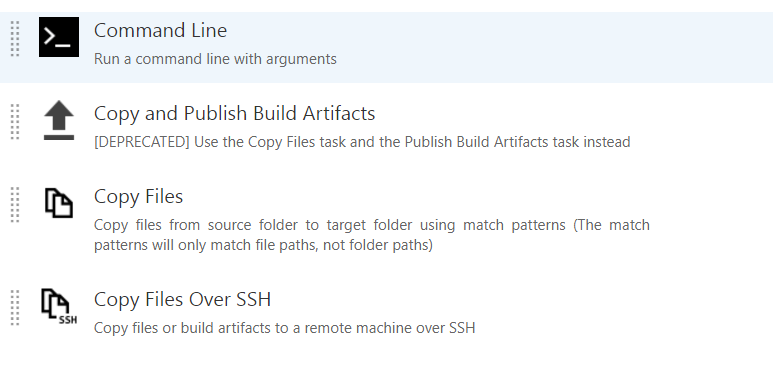 Command Line
Run a command line with arguments
Copy and Publish Build Artifacts
[DEPRECATED] Use the Copy Files task and the Publish Build Artifacts task instead
Copy Files
Copy files from source folder to target folder using match patterns (The match
patterns will only match file paths, not folder paths)
Copy Files Over SSH
SSH
Copy files or build artifacts to a remote machine over SSH